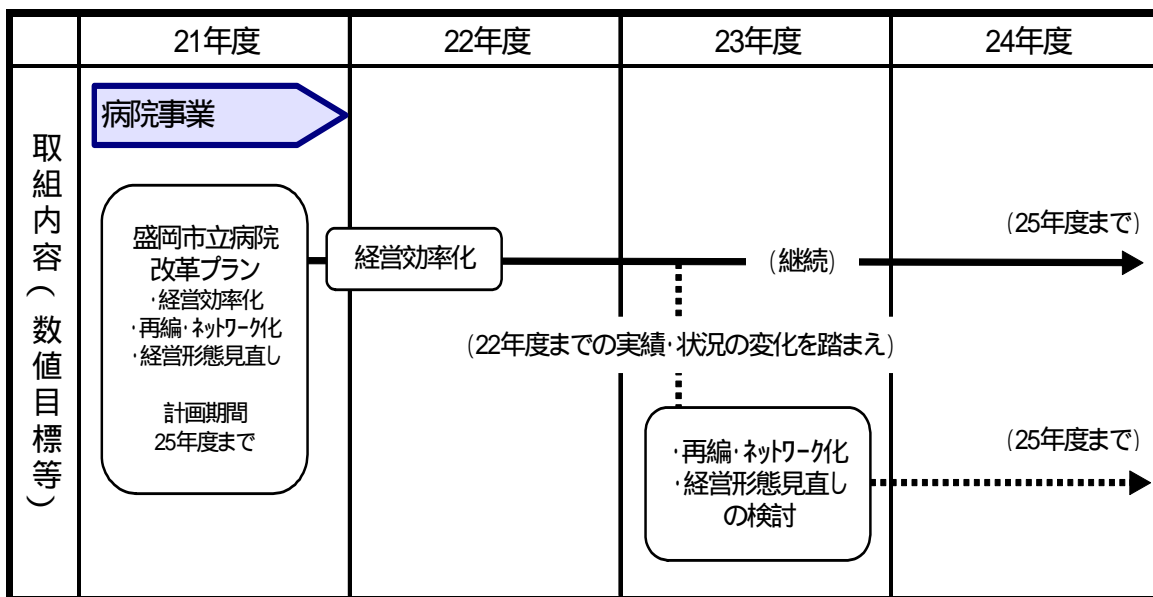 21年度
22年度
23年度
24年度
取組内容（数値目標等）
病院事業
盛岡市立病院
改革プラン
・経営効率化
・再編・ネットワーク化
・経営形態見直し
計画期間
25年度まで
経営効率化
(継続)
(25年度まで)
(22年度までの実績・状況の変化を踏まえ)
・再編・ネットワーク化
・経営形態見直し
の検討
(25年度まで)